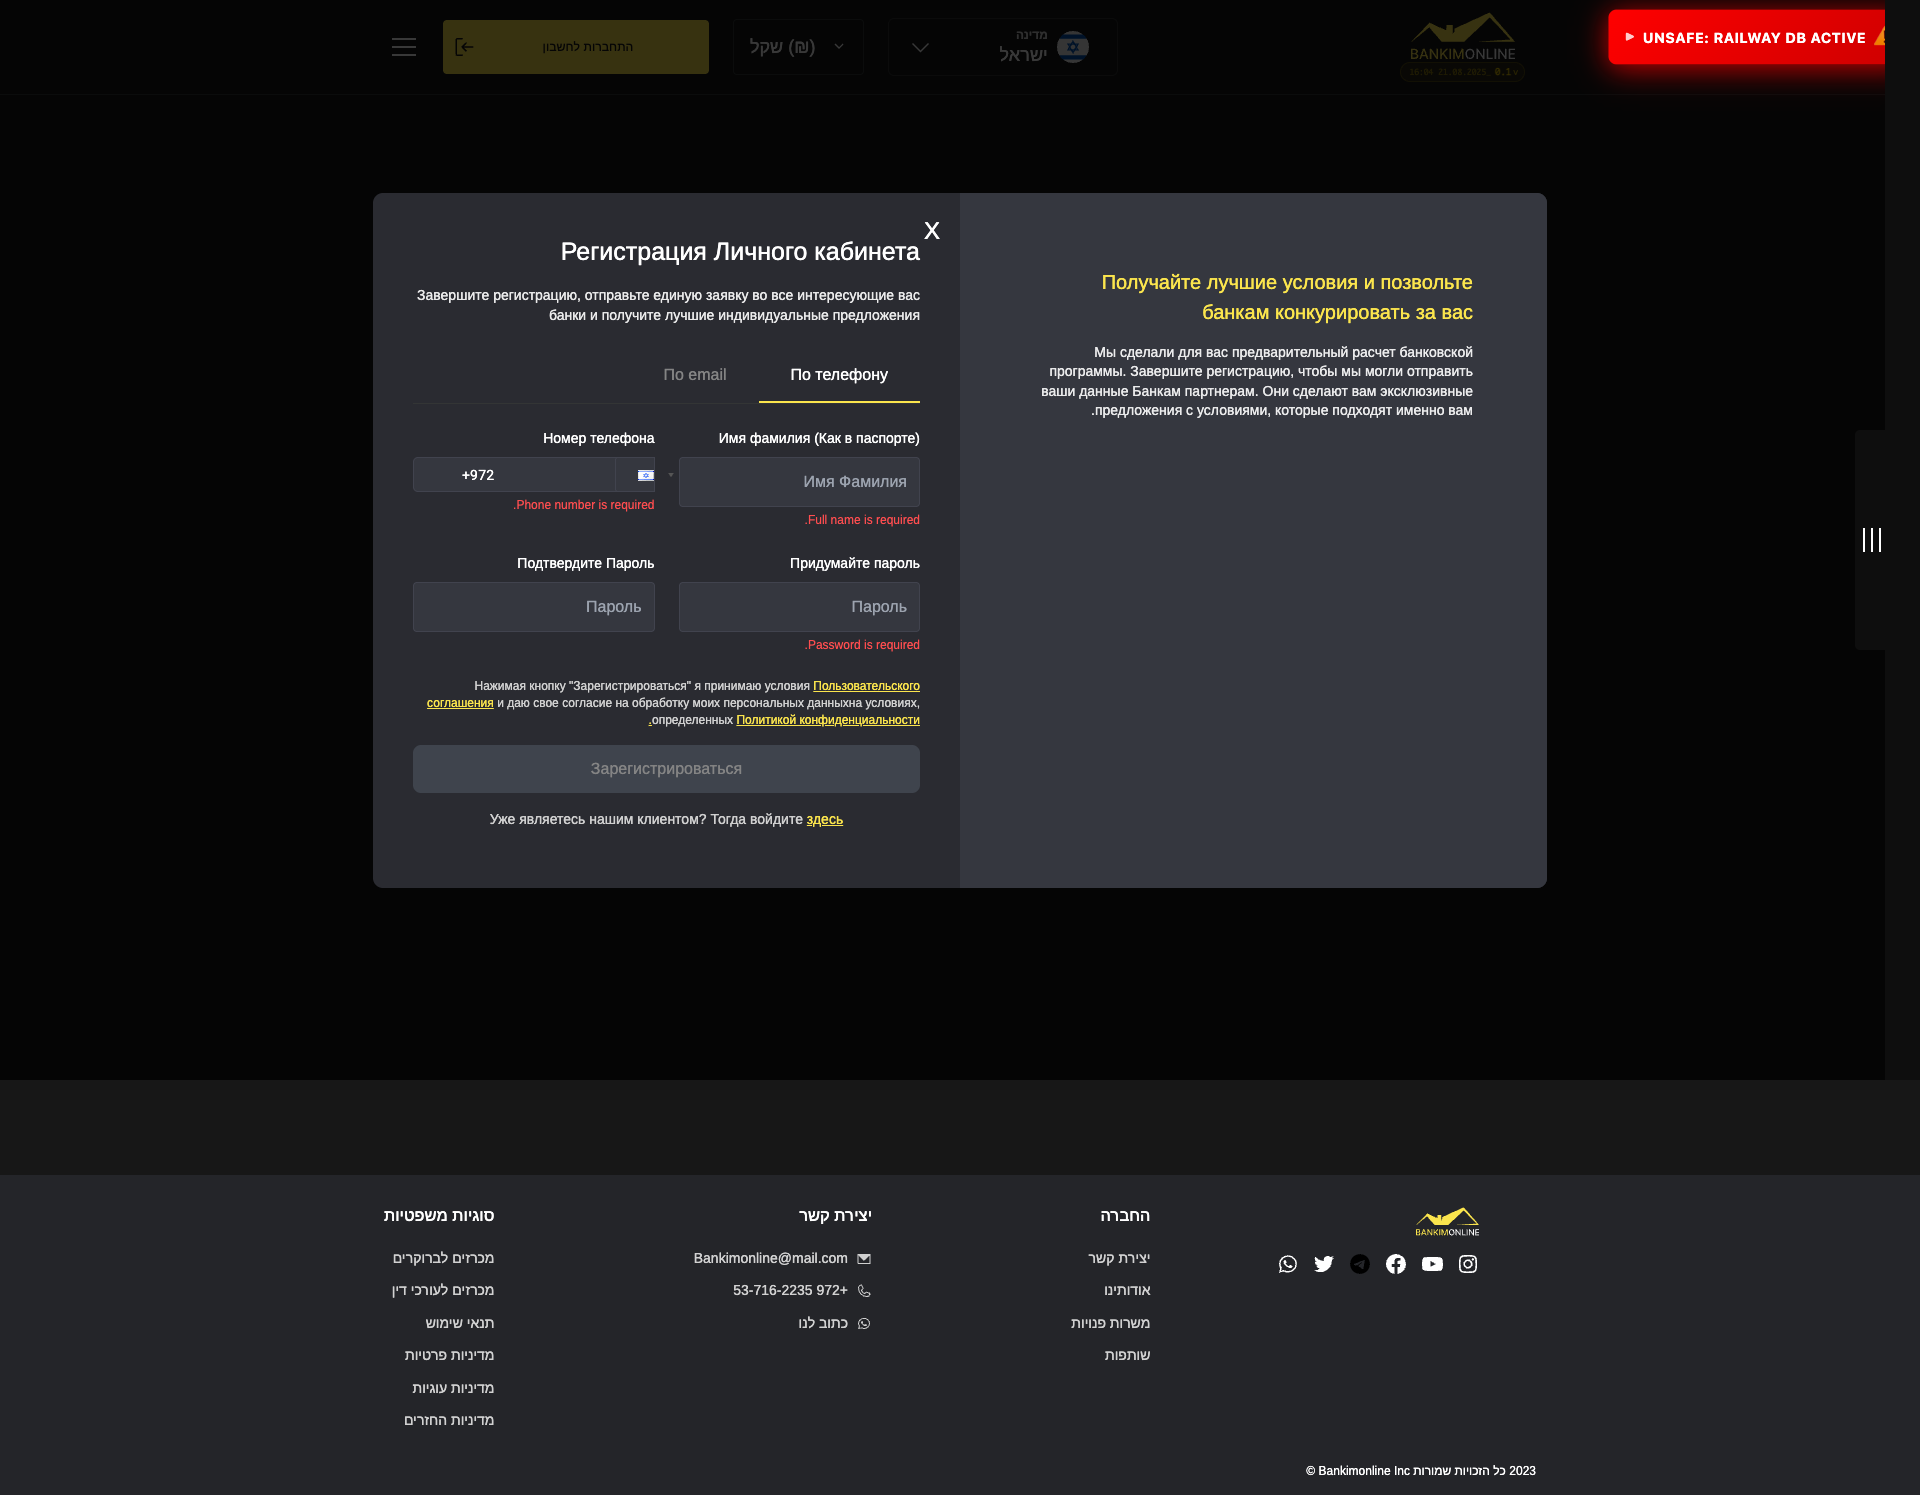 UNSAFE: RAILWAY DB ACTIVE
BANKIMONLINE
מדינה
ישראל
שקל (₪)
התחברות לחשבון
X
Регистрация Личного кабинета
Завершите регистрацию, отправьте единую заявку во все интересующие вас
банки и получите лучшие индивидуальные предложения
По телефону
По email
Имя фамилия (Как в паспорте)
Номер телефона
Имя Фамилия
+972
.Full name is required
.Phone number is required
Придумайте пароль
Подтвердите Пароль
Пароль
Пароль
.Password is required
Нажимая кнопку "Зарегистрироваться" я принимаю условия Пользовательского
соглашения и даю свое согласие на обработку моих персональных данныхна условиях,
.определенных Политикой конфиденциальности
Зарегистрироваться
Уже являетесь нашим клиентом? Тогда войдите здесь
Получайте лучшие условия и позвольте
банкам конкурировать за вас
Мы сделали для вас предварительный расчет банковской
программы. Завершите регистрацию, чтобы мы могли отправить
ваши данные Банкам партнерам. Они сделают вам эксклюзивные
.предложения с условиями, которые подходят именно вам
BANKIMONLINE
החברה
יצירת קשר
אודותינו
משרות פנויות
שותפות
יצירת קשר
Bankimonline@mail.com
53-716-2235 972+
כתוב לנו
סוגיות משפטיות
מכרזים לברוקרים
מכרזים לעורכי דין
תנאי שימוש
מדיניות פרטיות
מדיניות עוגיות
מדיניות החזרים
2023 כל הזכויות שמורות Bankimonline Inc ©